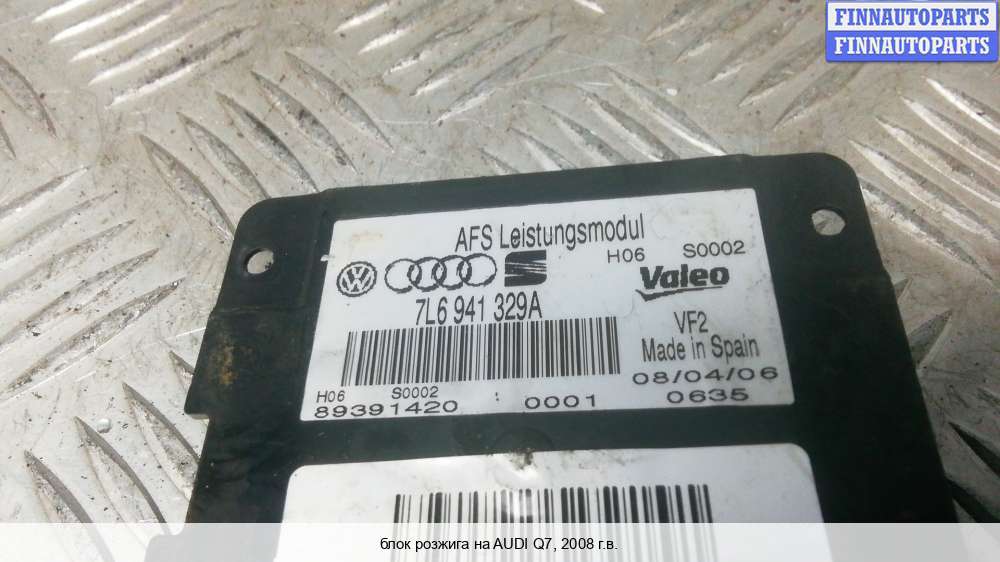 FINNAUTOPARTS
FINNAUTOPARTS
AFS Leistungsmodul
H06 S0002
Valeo
7L6 941 329A
VF2
Made in Spain
08/04/06
H06 S0002
89391420 0001 0635
блок розжига на AUDI Q7, 2008 г.в.